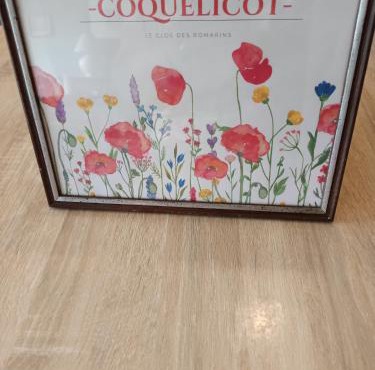 -COQUELICOT-
LE CLOS DES ROMARINS